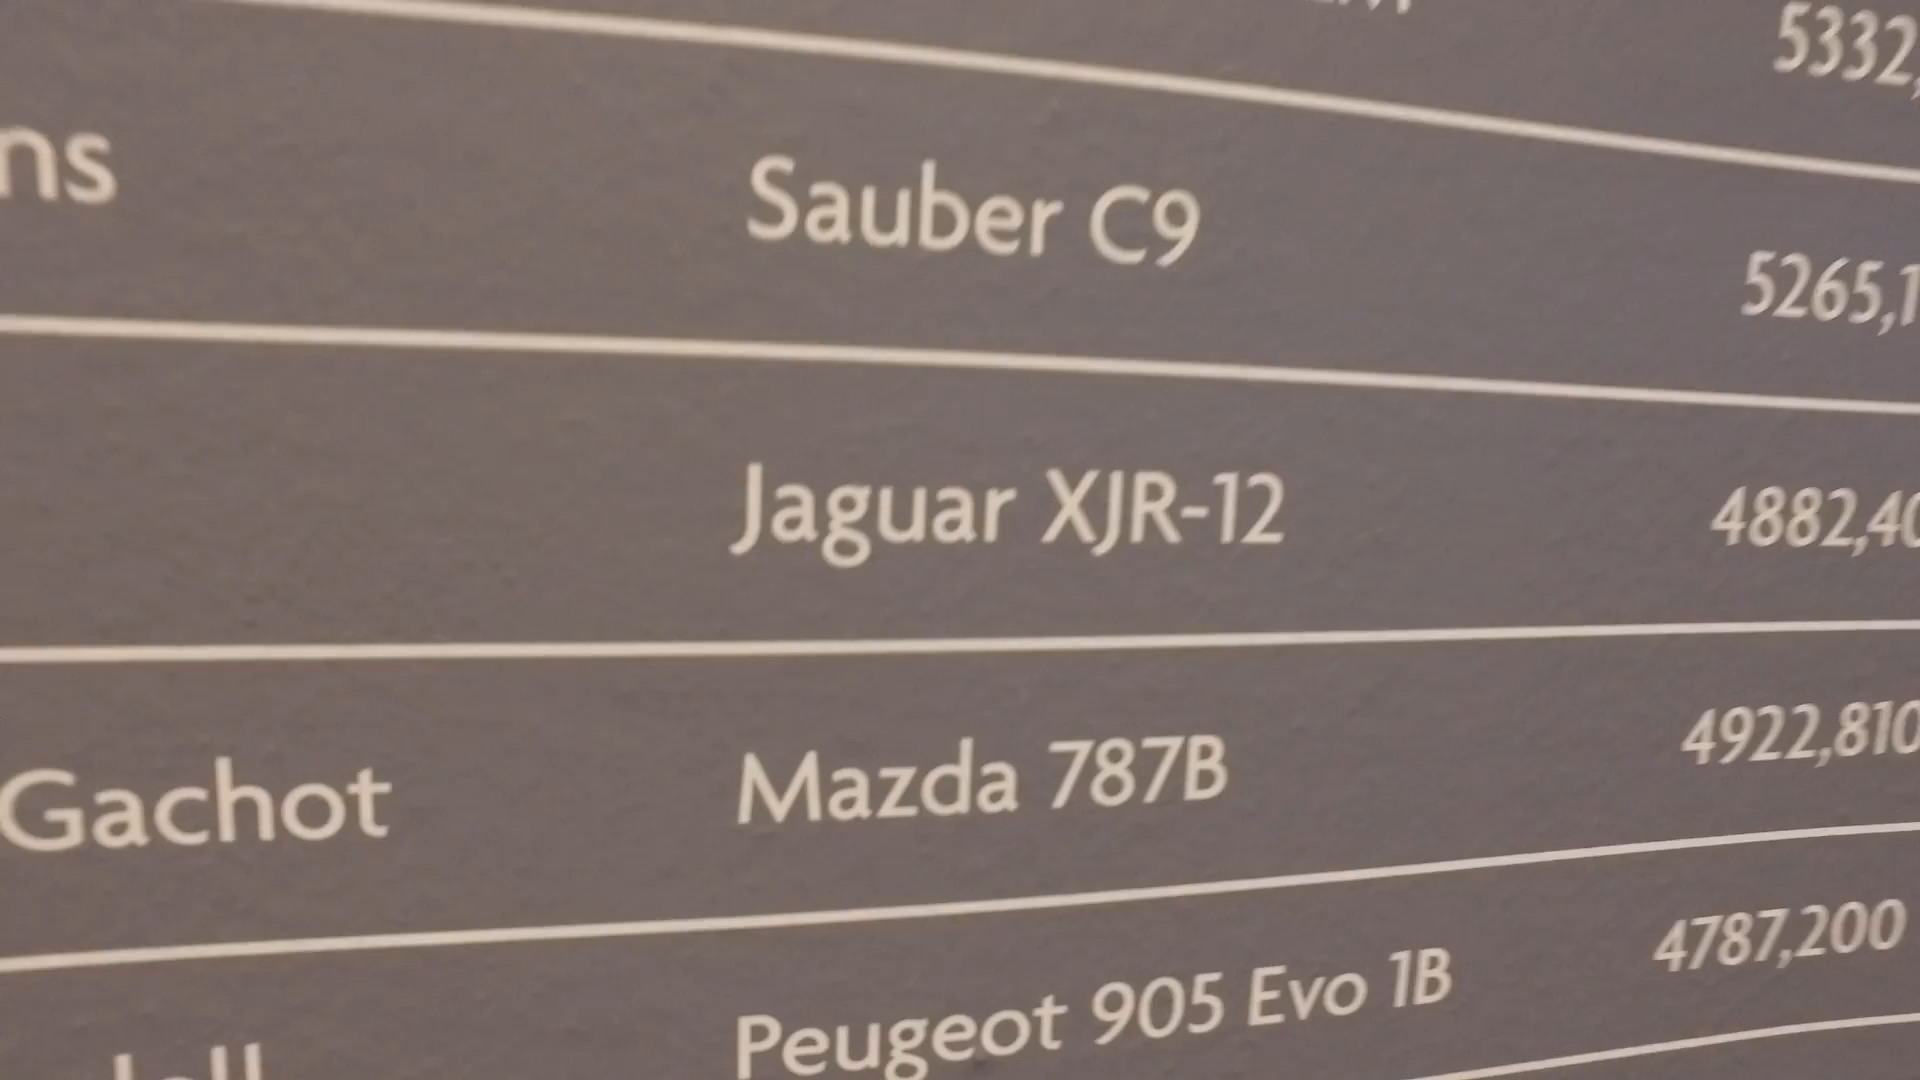 5332,
ns Sauber C9 5265,1
Jaguar XJR-12 4882,40
Gachot Mazda 787B 4922,810
Peugeot 905 Evo 1B 4787,200